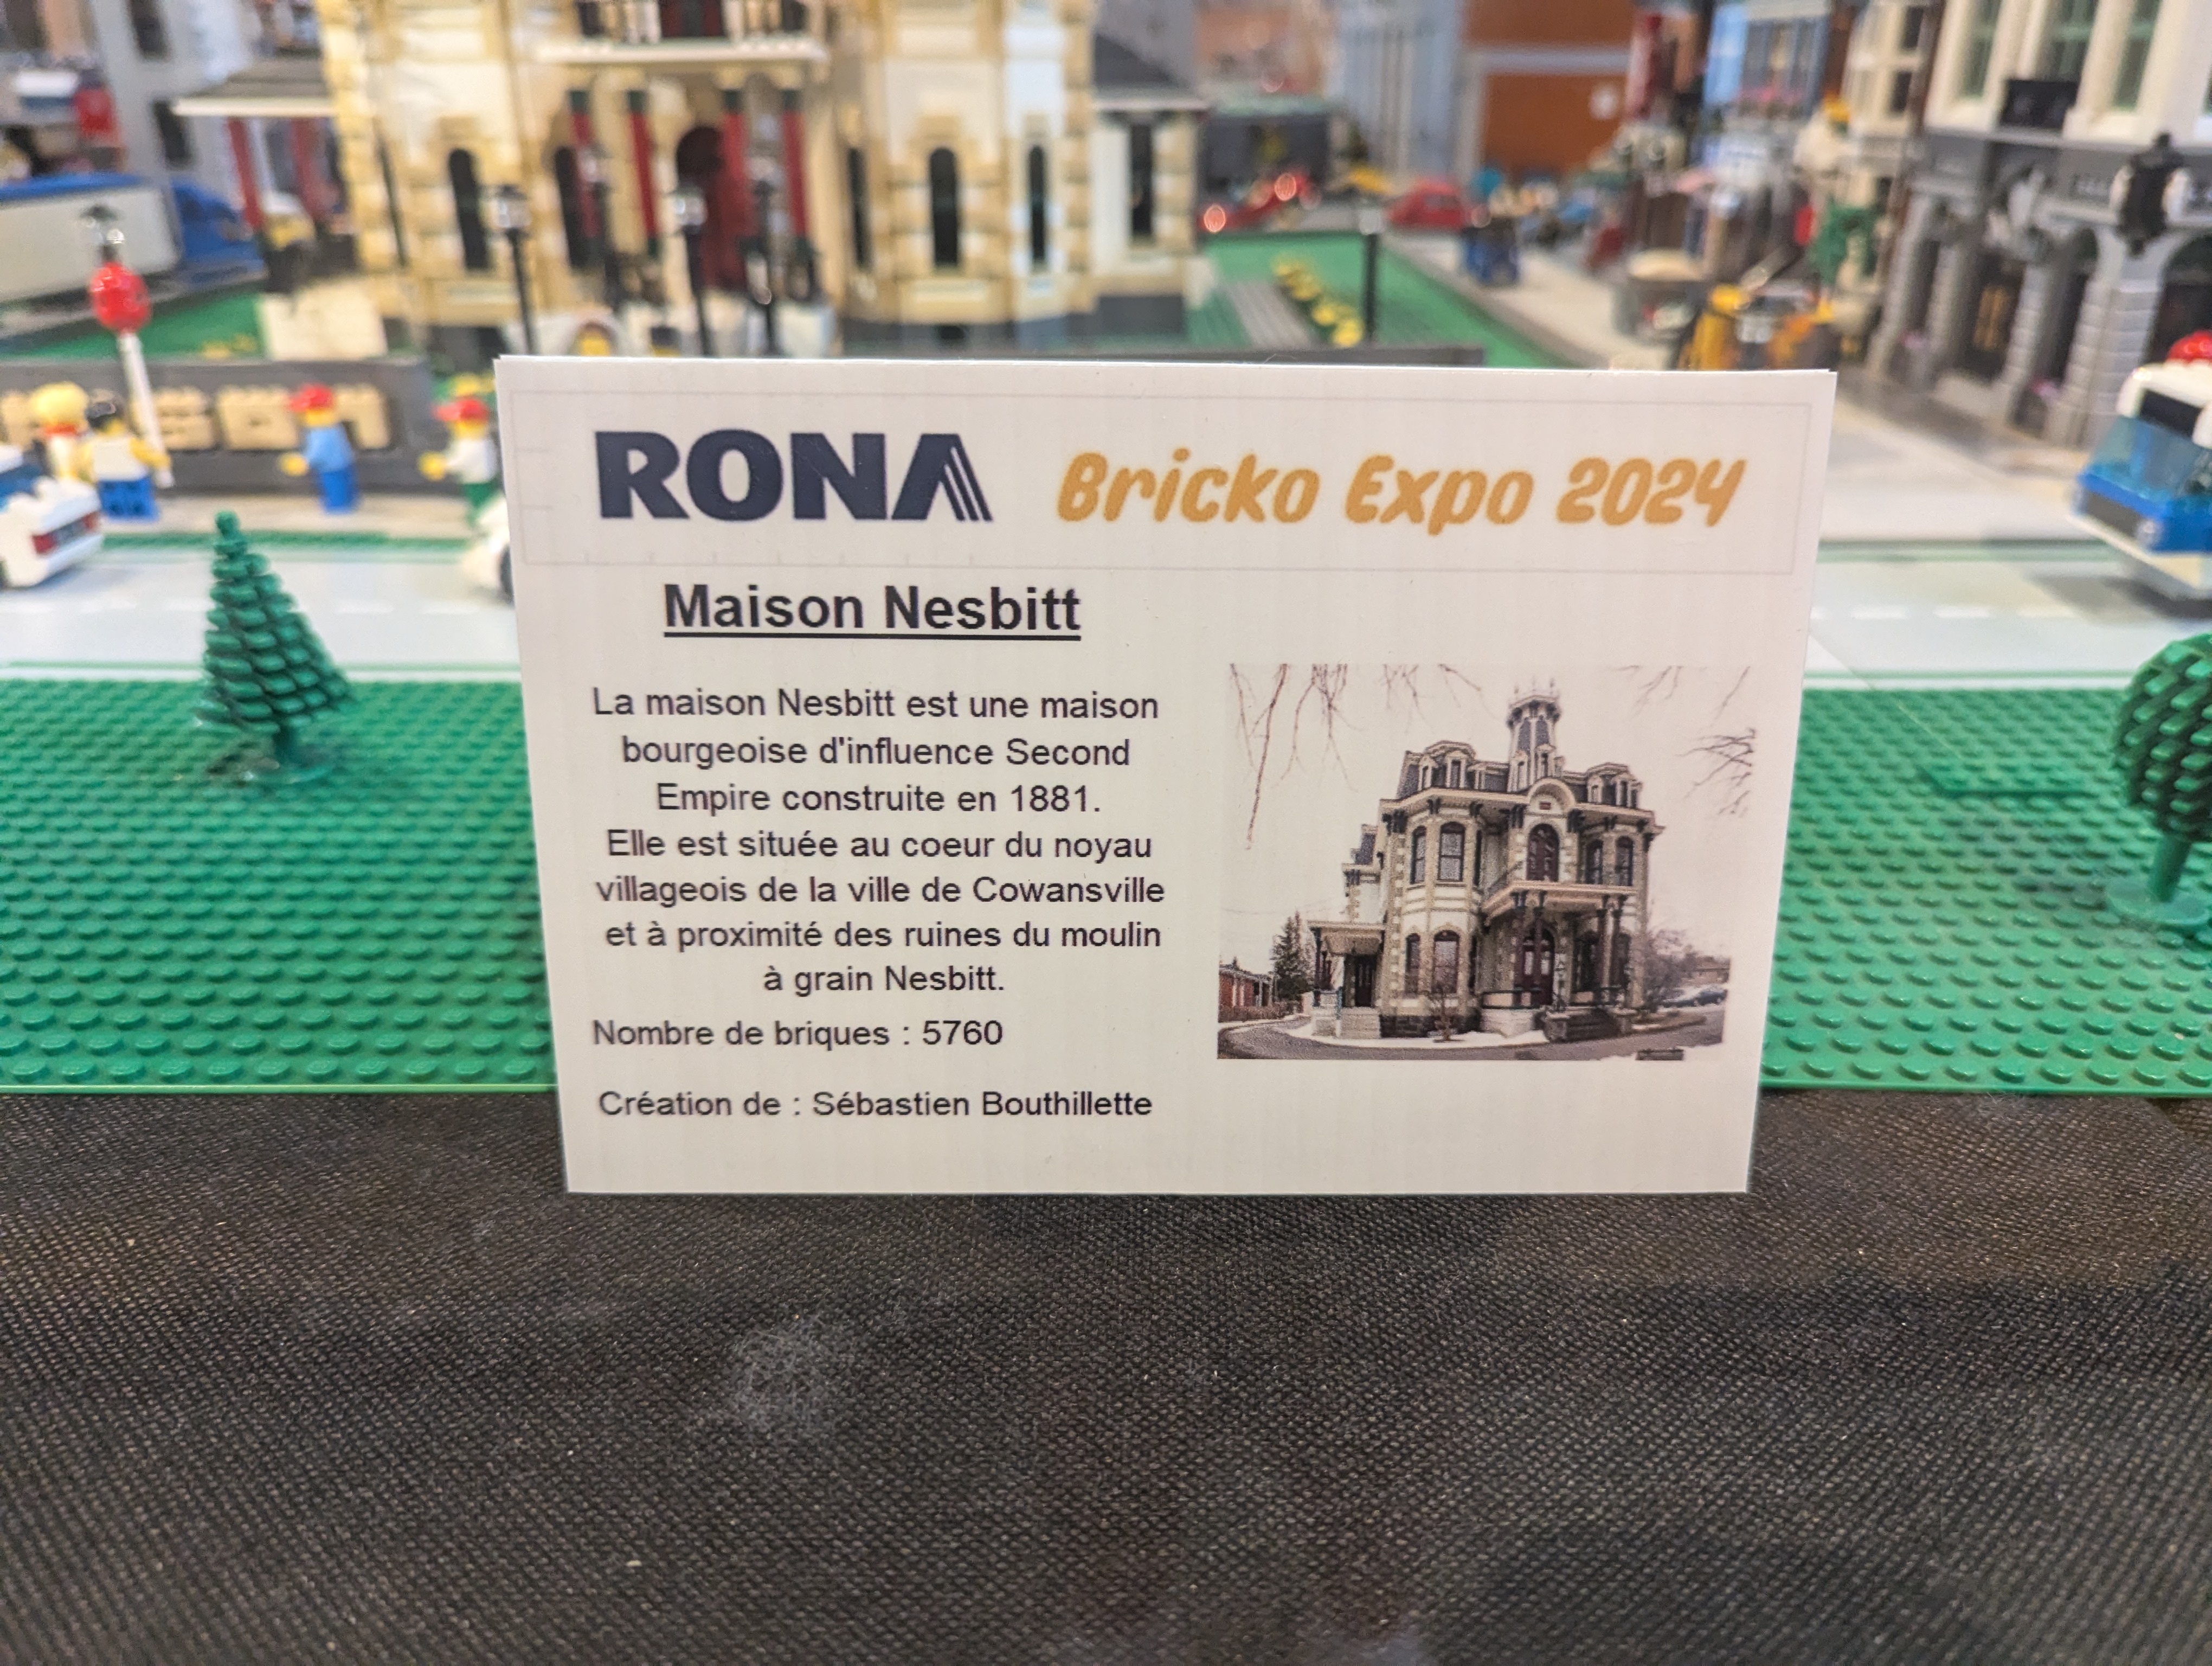 RONA Bricko Expo 2024
Maison Nesbitt
La maison Nesbitt est une maison
bourgeoise d'influence Second
Empire construite en 1881.
Elle est située au coeur du noyau
villageois de la ville de Cowansville
et à proximité des ruines du moulin
à grain Nesbitt.
Nombre de briques : 5760
Création de : Sébastien Bouthillette